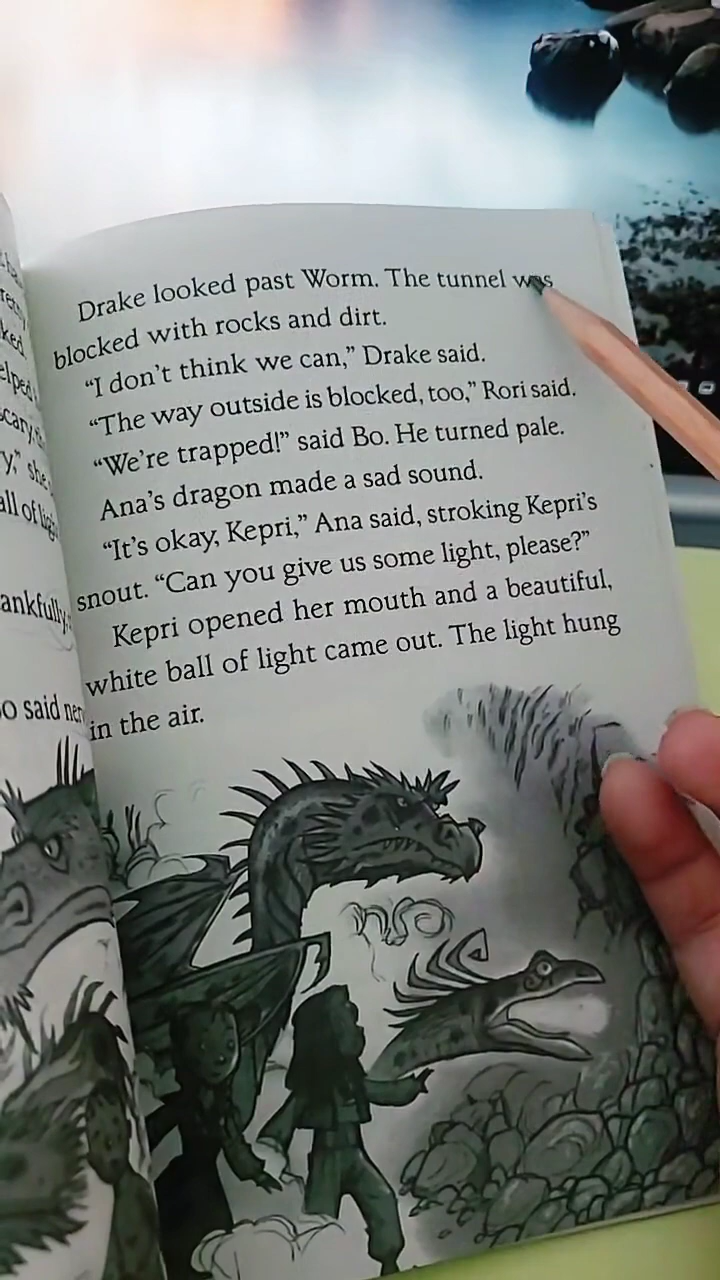 Drake looked past Worm. The tunnel was
blocked with rocks and dirt.
“I don’t think we can,” Drake said.
“The way outside is blocked, too,” Rori said.
“We’re trapped!” said Bo. He turned pale.
Ana’s dragon made a sad sound.
“It’s okay, Kepri,” Ana said, stroking Kepri’s
snout. “Can you give us some light, please?”
Kepri opened her mouth and a beautiful,
white ball of light came out. The light hung
in the air.